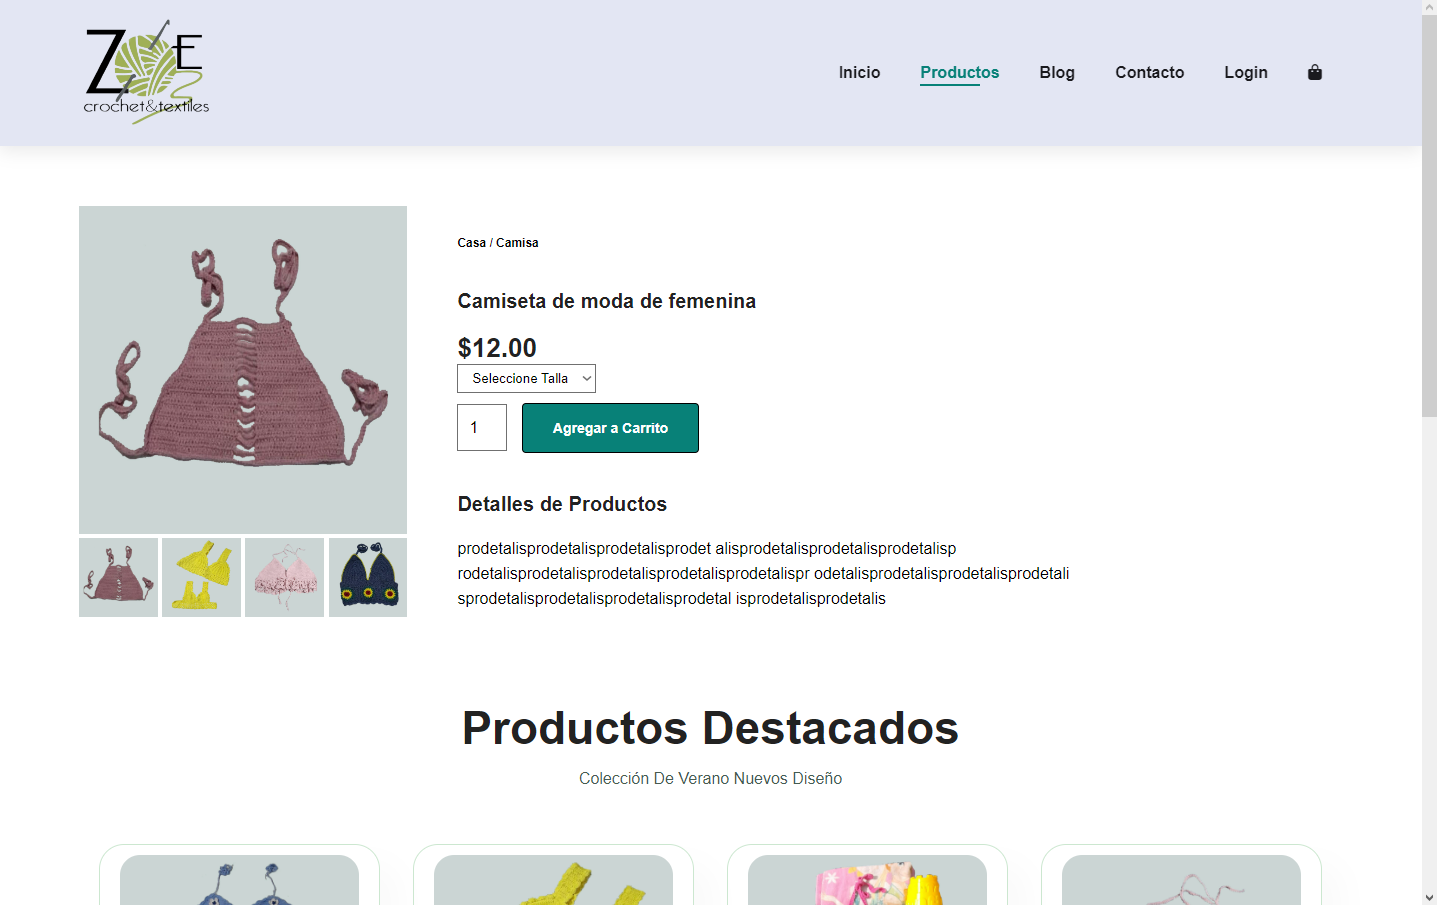 ZOE
crochet&textiles
Inicio
Productos
Blog
Contacto
Login
Casa / Camisa
Camiseta de moda de femenina
$12.00
Seleccione Talla
1
Agregar a Carrito
Detalles de Productos
prodetalisprodetalisprodetalisprodet alisprodetalisprodetalisprodetalisp
rodetalisprodetalisprodetalisprodetalisprodetalispr odetalisprodetalisprodetalisprodetali
sprodetalisprodetalisprodetalisprodetal isprodetalisprodetalis
Productos Destacados
Colección De Verano Nuevos Diseño